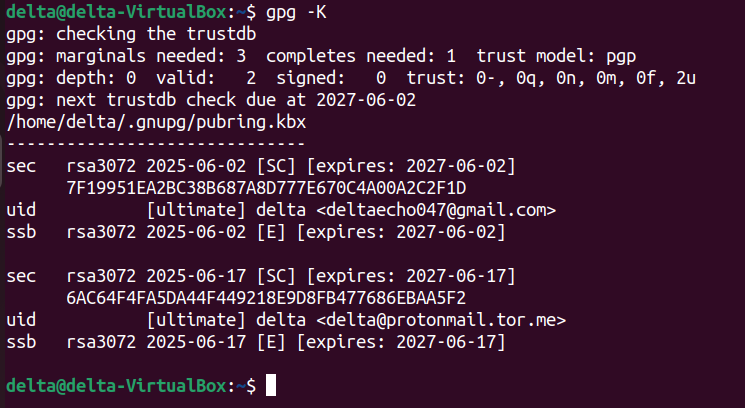 delta@delta-VirtualBox:~$ gpg -K
gpg: checking the trustdb
gpg: marginals needed: 3  completes needed: 1  trust model: pgp
gpg: depth: 0  valid:   2  signed:   0  trust: 0-, 0q, 0n, 0m, 0f, 2u
gpg: next trustdb check due at 2027-06-02
/home/delta/.gnupg/pubring.kbx
------------------------------
sec   rsa3072 2025-06-02 [SC] [expires: 2027-06-02]
      7F19951EA2BC38B687A8D777E670C4A00A2C2F1D
uid           [ultimate] delta <deltaecho047@gmail.com>
ssb   rsa3072 2025-06-02 [E] [expires: 2027-06-02]

sec   rsa3072 2025-06-17 [SC] [expires: 2027-06-17]
      6AC64F4FA5DA44F449218E9D8FB477686EBAA5F2
uid           [ultimate] delta <delta@protonmail.tor.me>
ssb   rsa3072 2025-06-17 [E] [expires: 2027-06-17]

delta@delta-VirtualBox:~$